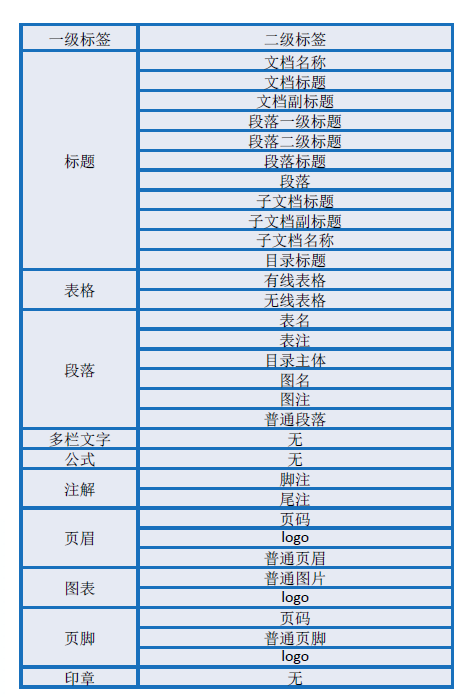 一级标签 二级标签
文档名称
文档标题
文档副标题
段落一级标题
段落二级标题
标题 段落标题
段落
子文档标题
子文档副标题
子文档名称
目录标题
表格 有线表格
无线表格
表名
表注
段落 目录主体
图名
图注
普通段落
多栏文字 无
公式 无
注解 脚注
尾注
页码
页眉 logo
普通页眉
图表 普通图片
logo
页码
页脚 普通页脚
logo
印章 无